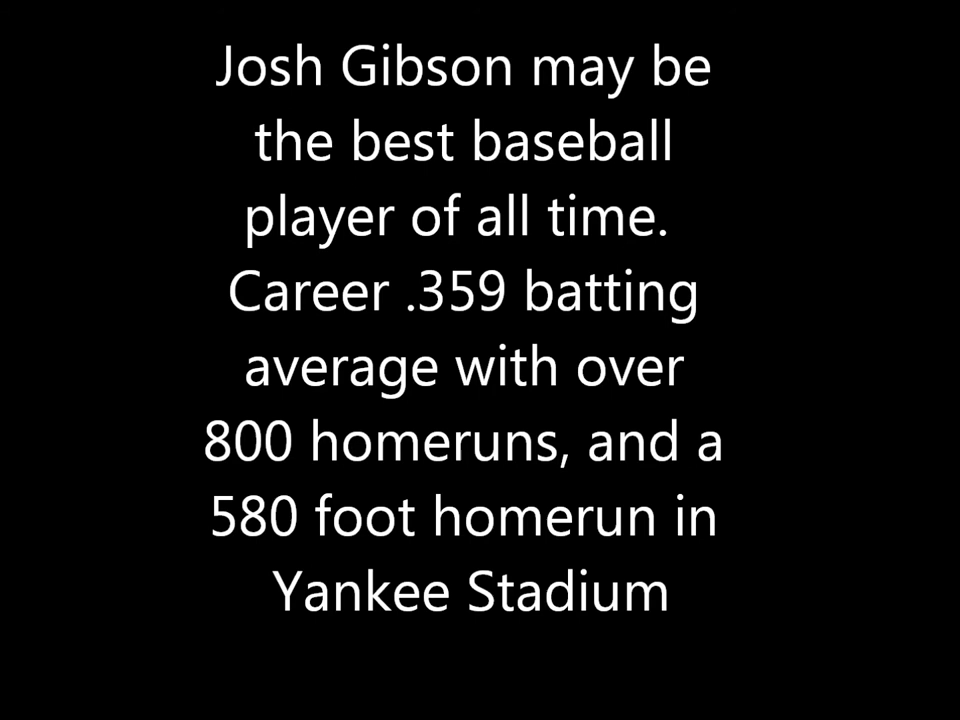 Josh Gibson may be
the best baseball
player of all time.
Career .359 batting
average with over
800 homeruns, and a
580 foot homerun in
Yankee Stadium